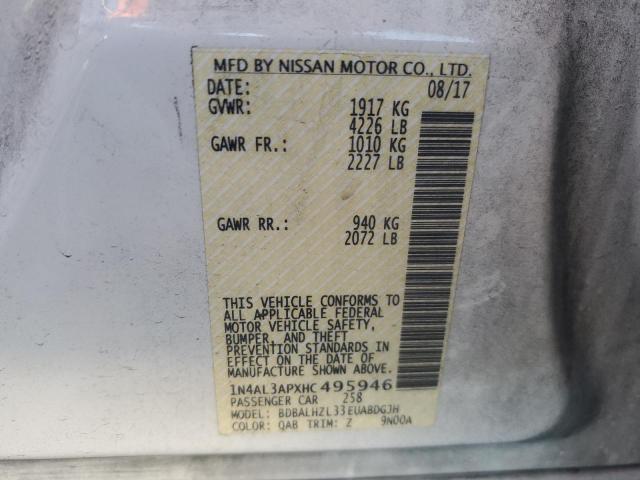 MFD BY NISSAN MOTOR CO., LTD.
DATE: 08/17
GVWR: 1917 KG
4226 LB
GAWR FR.: 1010 KG
2227 LB
GAWR RR.: 940 KG
2072 LB
THIS VEHICLE CONFORMS TO
ALL APPLICABLE FEDERAL
MOTOR VEHICLE SAFETY,
BUMPER, AND THEFT
PREVENTION STANDARDS IN
EFFECT ON THE DATE OF
MANUFACTURE SHOWN ABOVE.
1N4AL3APXHC495946
PASSENGER CAR 258
MODEL: BDBALHZL33EUABDGJH
COLOR: QAB TRIM: Z 9N00A